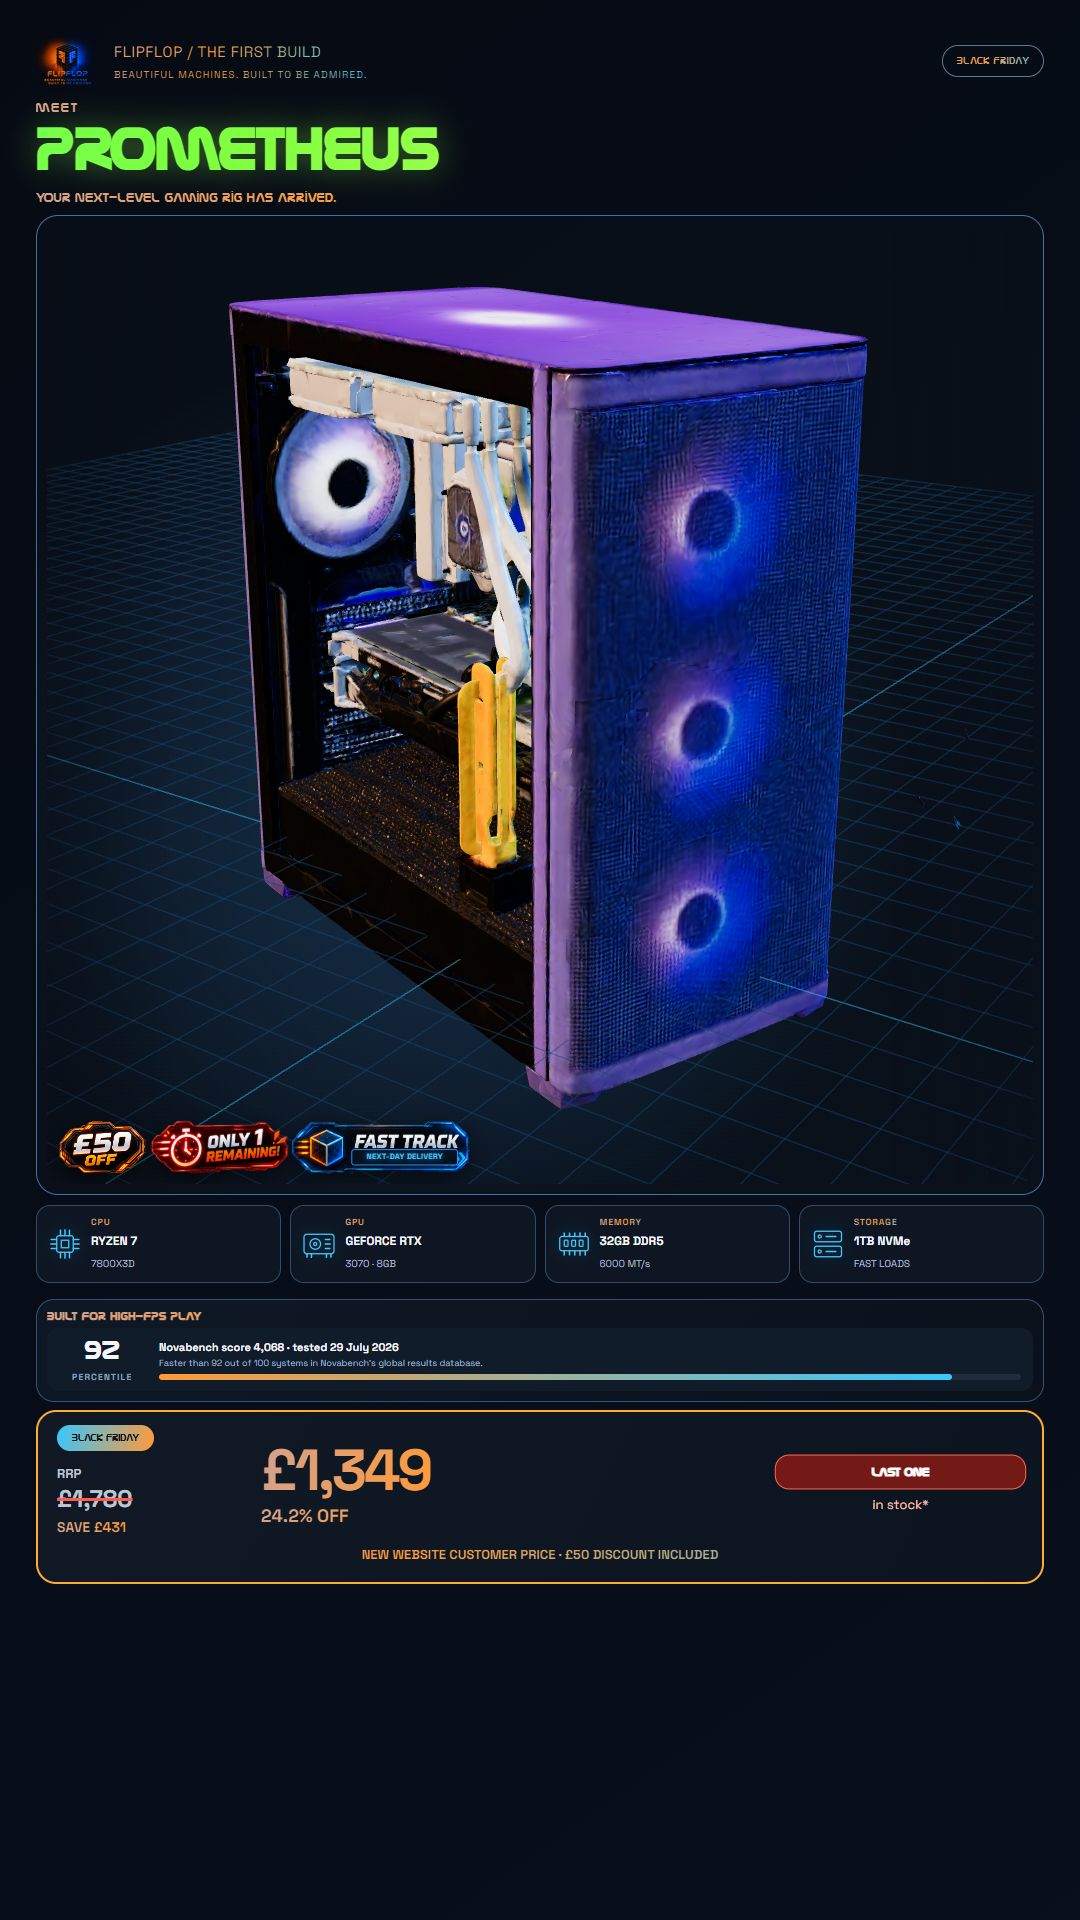 FLIPFLOP
FLIPFLOP / THE FIRST BUILD
BEAUTIFUL MACHINES. BUILT TO BE ADMIRED.
BLACK FRIDAY
MEET
PROMETHEUS
YOUR NEXT-LEVEL GAMING RIG HAS ARRIVED.
£50
OFF
ONLY 1
REMAINING!
FAST TRACK
NEXT-DAY DELIVERY
CPU
RYZEN 7
7800X3D
GPU
GEFORCE RTX
3070 · 8GB
MEMORY
32GB DDR5
6000 MT/s
STORAGE
1TB NVMe
FAST LOADS
BUILT FOR HIGH-FPS PLAY
92
PERCENTILE
Novabench score 4,068 · tested 29 July 2026
Faster than 92 out of 100 systems in Novabench's global results database.
BLACK FRIDAY
RRP
£1,780
SAVE £431
£1,349
24.2% OFF
LAST ONE
in stock*
NEW WEBSITE CUSTOMER PRICE · £50 DISCOUNT INCLUDED